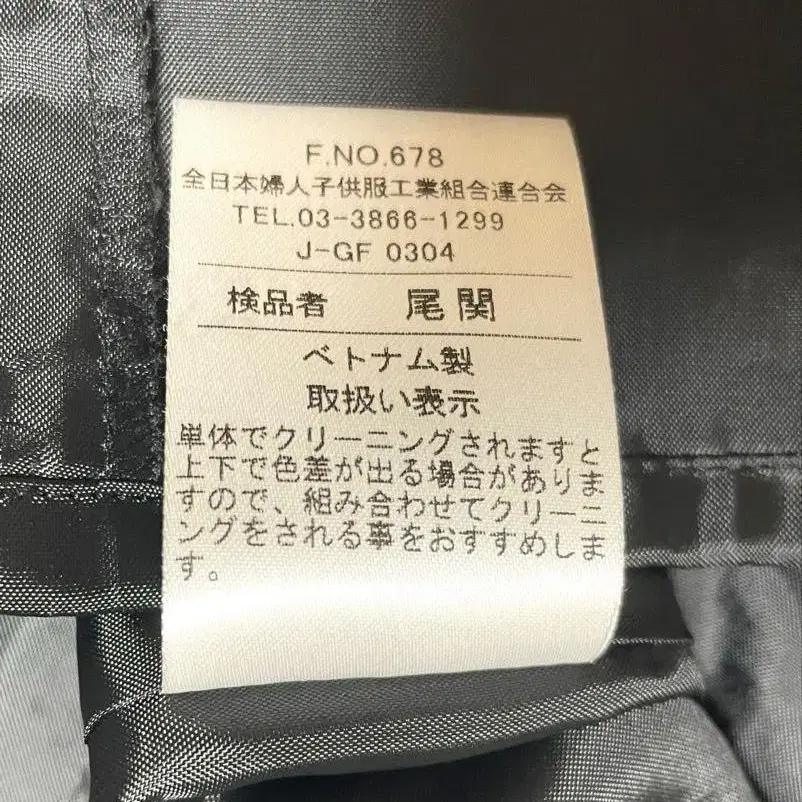 F.NO.678
全日本婦人子供服工業組合連合会
TEL.03-3866-1299
J-GF 0304
検品者 尾関
ベトナム製
取扱い表示
単体でクリーニングされますと
上下で色差が出る場合がありま
すので、組み合わせてクリーニ
ングをされる事をおすすめしま
す。